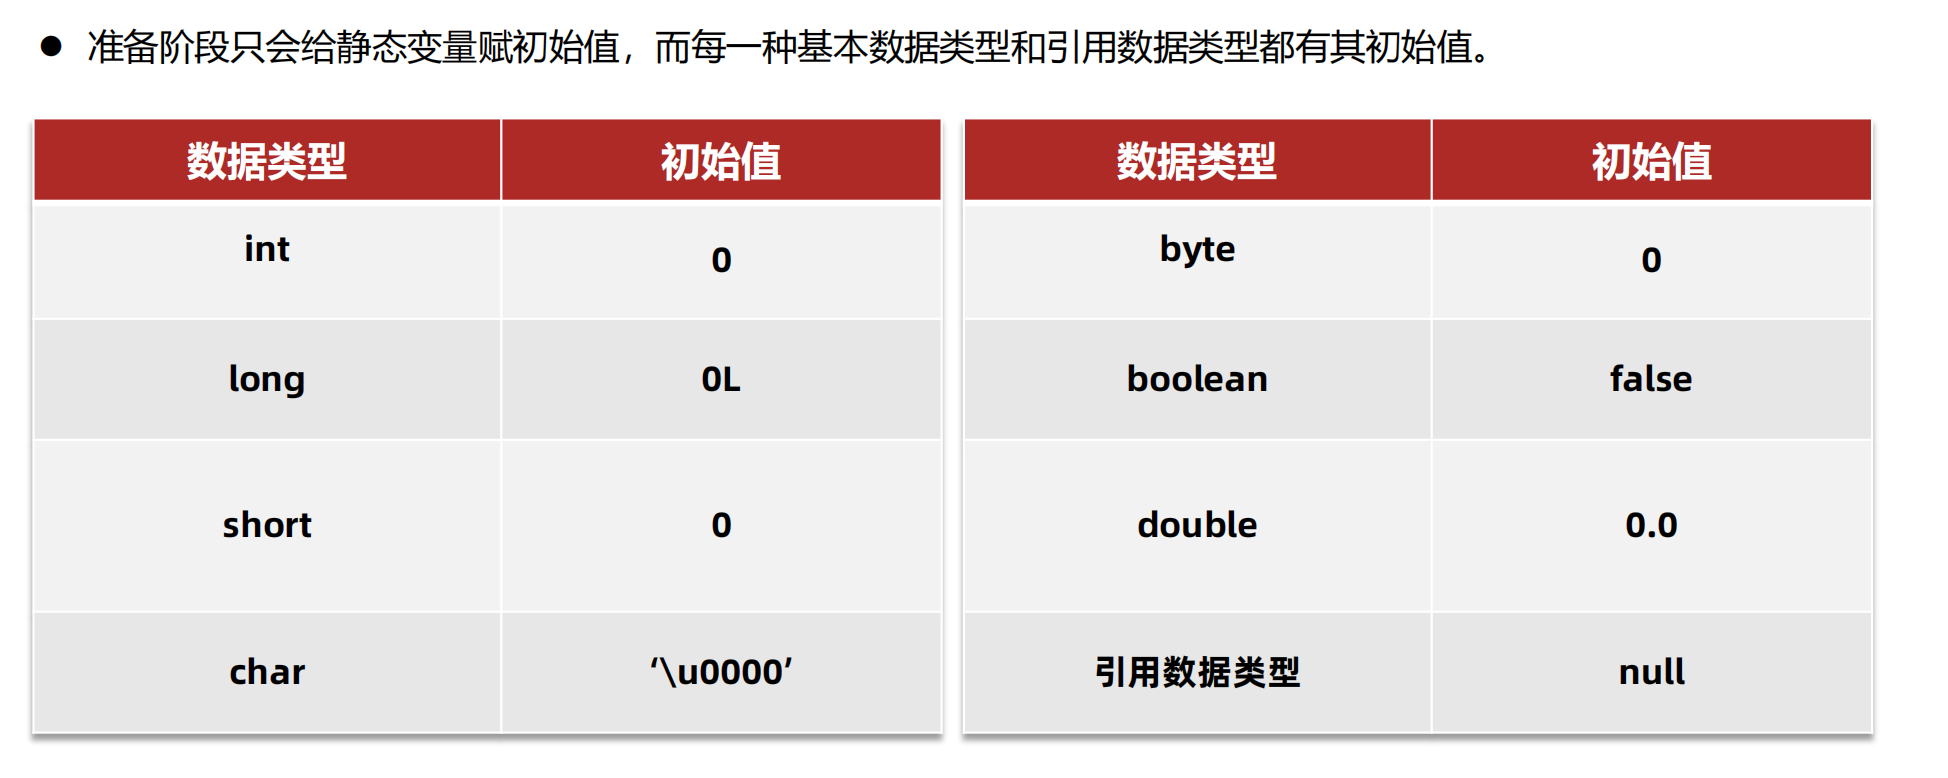 ● 准备阶段只会给静态变量赋初始值，而每一种基本数据类型和引用数据类型都有其初始值。
数据类型 初始值
int 0
long 0L
short 0
char ‘\u0000’
数据类型 初始值
byte 0
boolean false
double 0.0
引用数据类型 null